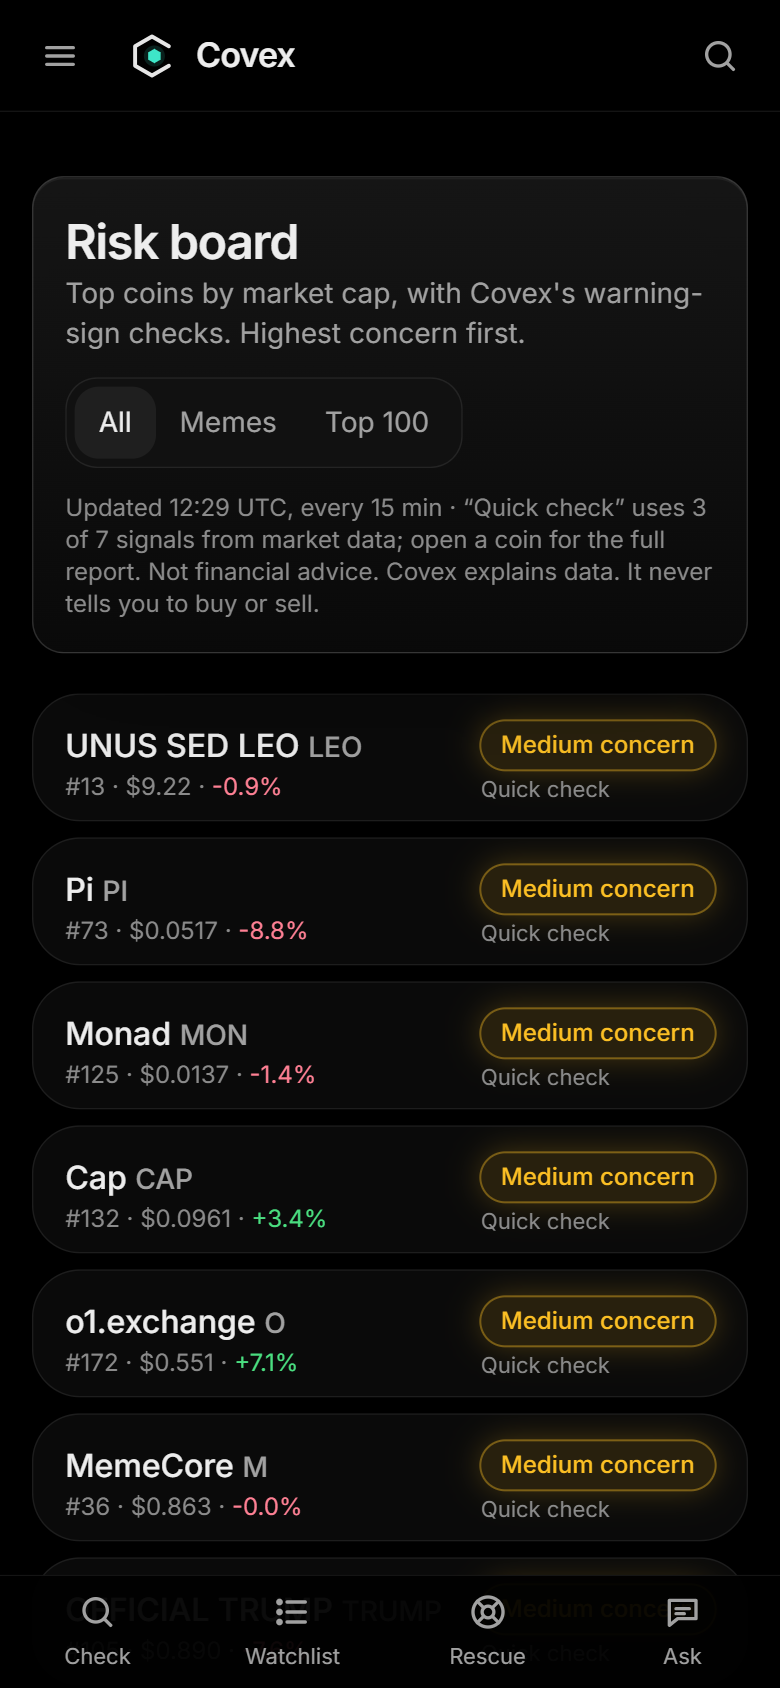 Covex
Risk board
Top coins by market cap, with Covex's warning-
sign checks. Highest concern first.
All Memes Top 100
Updated 12:29 UTC, every 15 min · “Quick check” uses 3
of 7 signals from market data; open a coin for the full
report. Not financial advice. Covex explains data. It never
tells you to buy or sell.
UNUS SED LEO LEO Medium concern
#13 · $9.22 · -0.9% Quick check
Pi PI Medium concern
#73 · $0.0517 · -8.8% Quick check
Monad MON Medium concern
#125 · $0.0137 · -1.4% Quick check
Cap CAP Medium concern
#132 · $0.0961 · +3.4% Quick check
o1.exchange O Medium concern
#172 · $0.551 · +7.1% Quick check
MemeCore M Medium concern
#36 · $0.863 · -0.0% Quick check
OFFICIAL TRUMP TRUMP Medium concern
Check Watchlist Rescue Ask